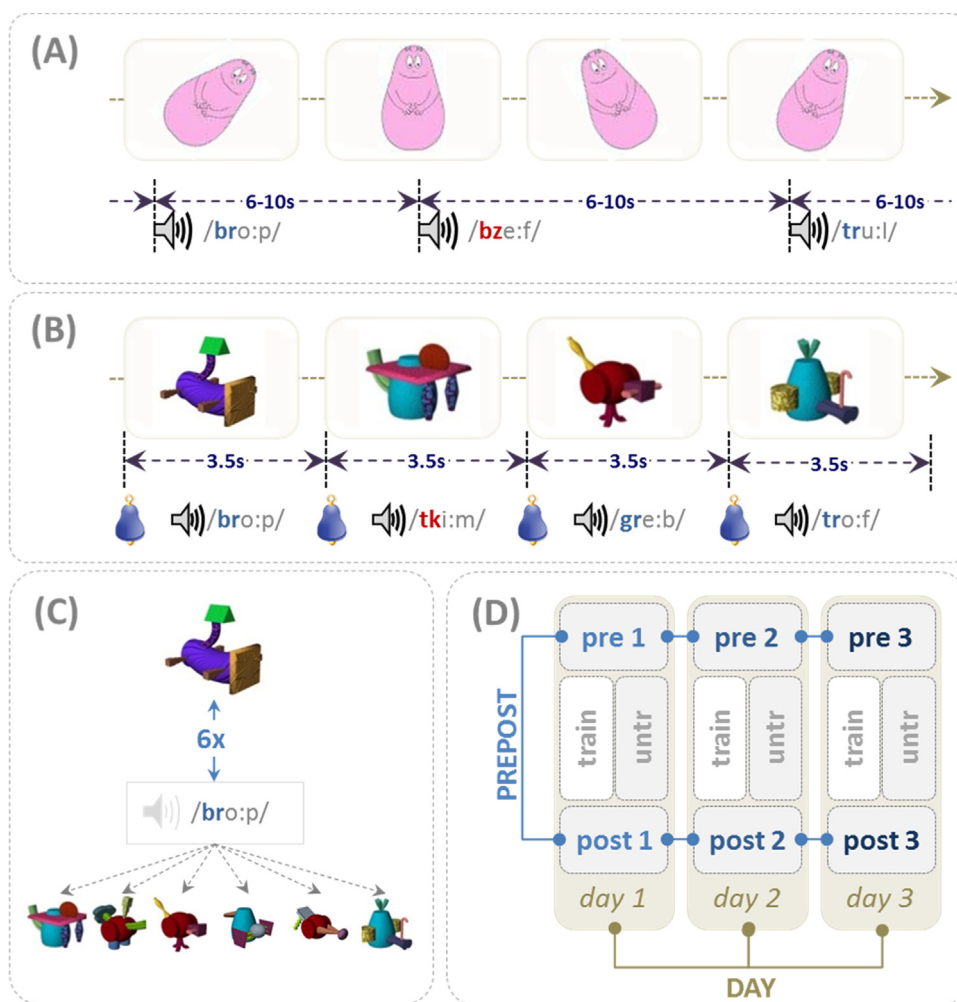 (A)
6-10s 6-10s 6-10s
/bro:p/ /bze:f/ /tru:l/
(B)
3.5s 3.5s 3.5s 3.5s
/bro:p/ /tki:m/ /gre:b/ /tro:f/
(C)
6x
/bro:p/
(D)
pre 1 pre 2 pre 3
PREPOST
train untr train untr train untr
post 1 post 2 post 3
day 1 day 2 day 3
DAY